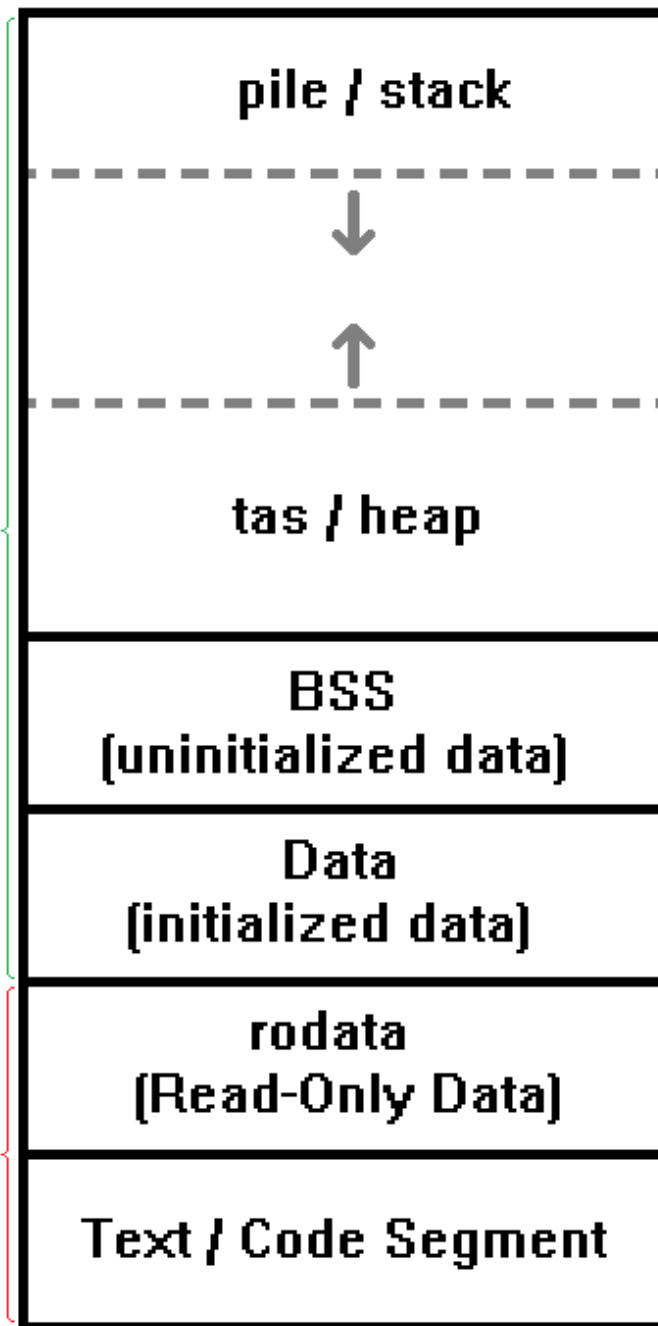 pile / stack
tas / heap
BSS
(uninitialized data)
Data
(initialized data)
rodata
(Read-Only Data)
Text / Code Segment